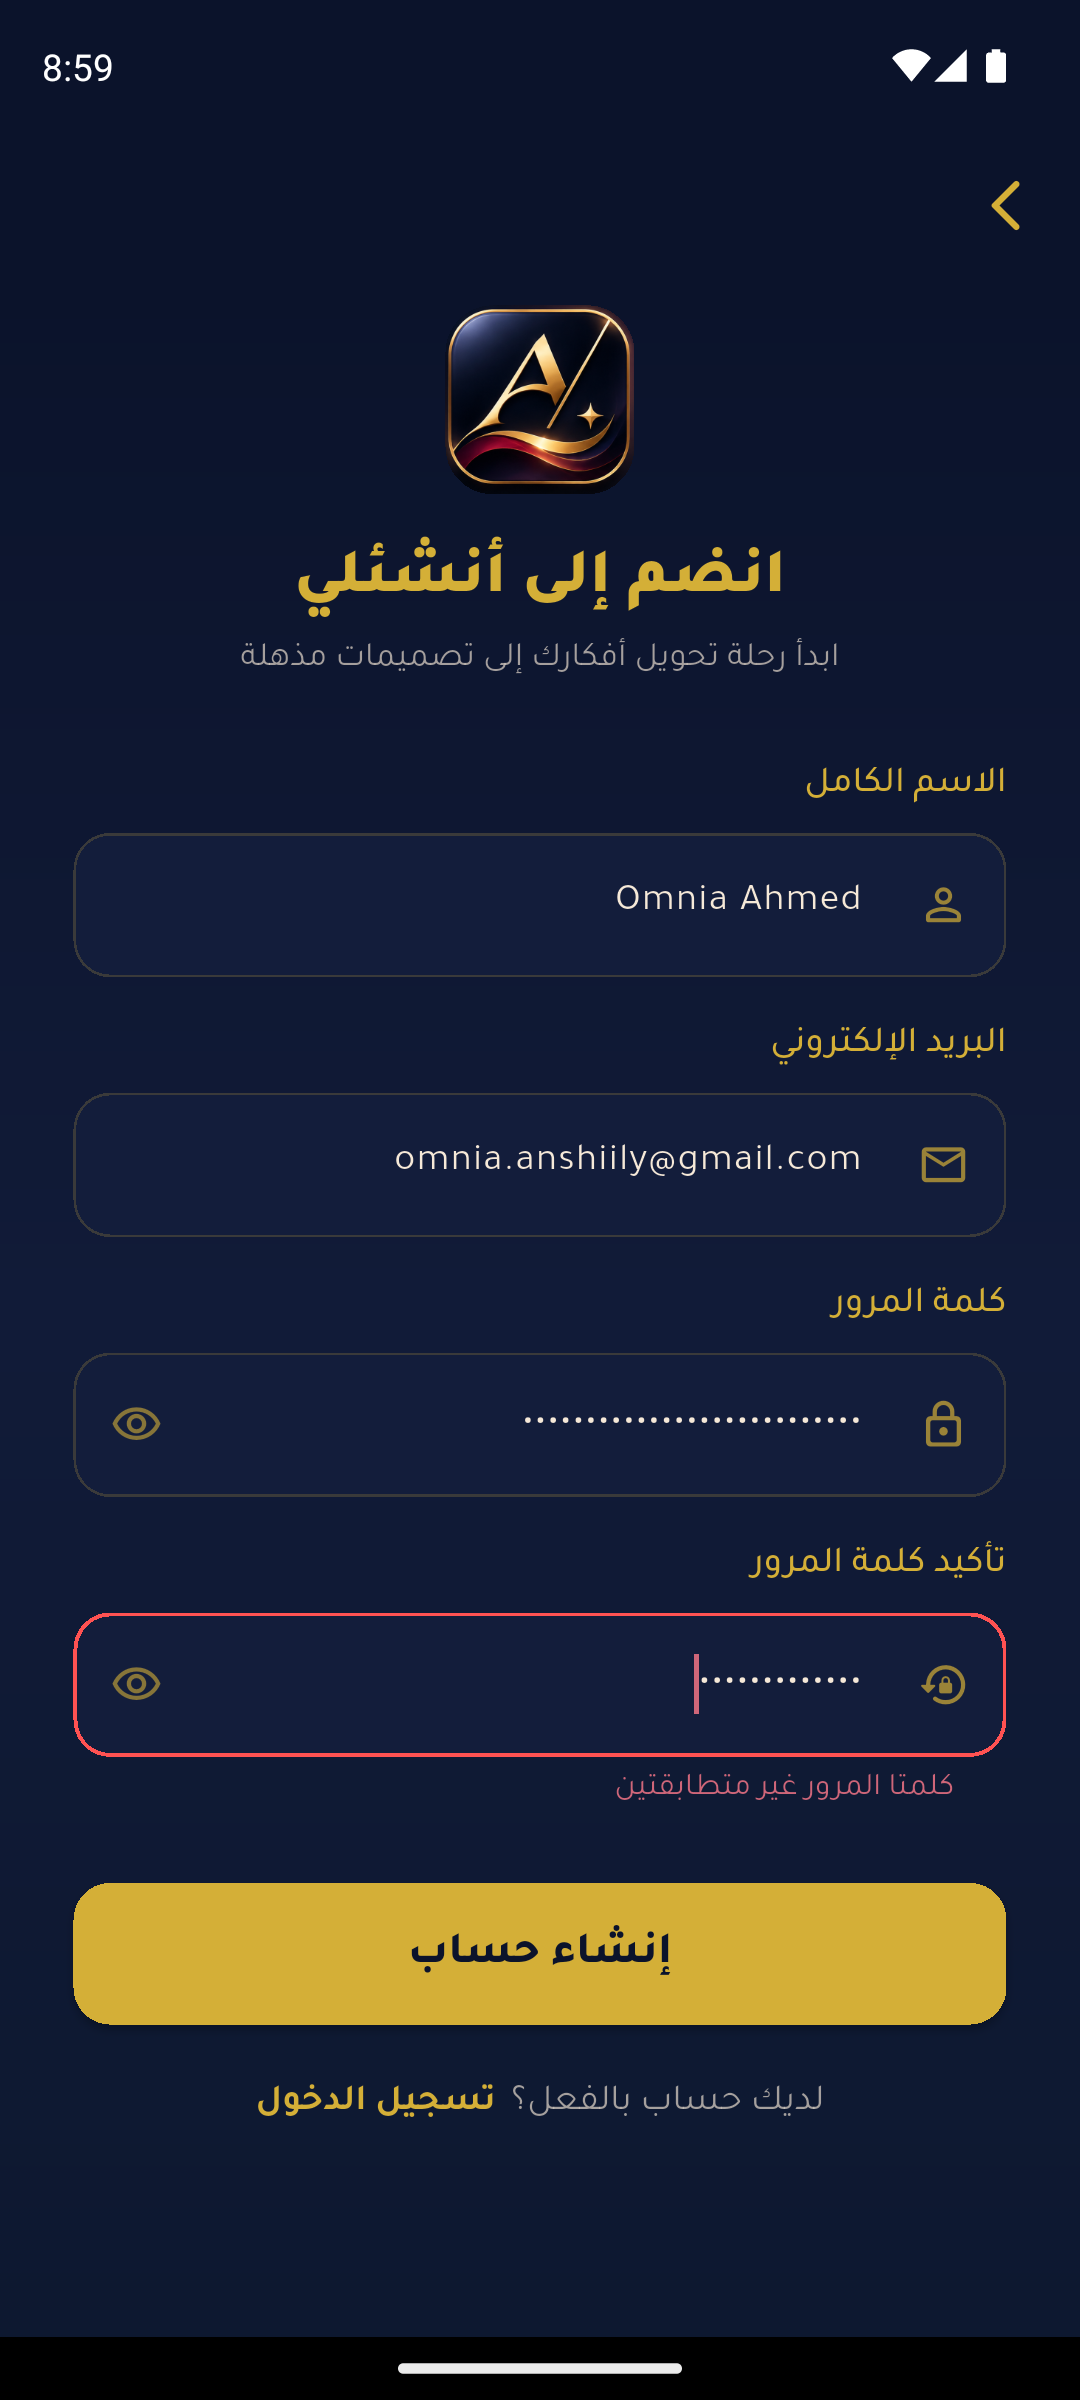 8:59
انضم إلى أنشئلي
ابدأ رحلة تحويل أفكارك إلى تصميمات مذهلة
الاسم الكامل
Omnia Ahmed
البريد الإلكتروني
omnia.anshiily@gmail.com
كلمة المرور
•••••••••••••••••••••••••••
تأكيد كلمة المرور
•••••••••••••
كلمتا المرور غير متطابقتين
إنشاء حساب
لديك حساب بالفعل؟ تسجيل الدخول